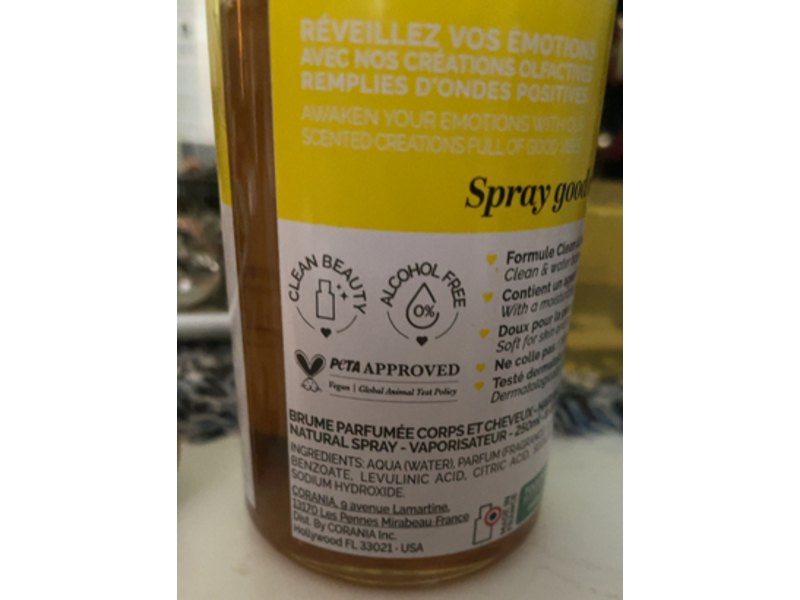 RÉVEILLEZ VOS ÉMOTIONS
AVEC NOS CRÉATIONS OLFACTIVES
REMPLIES D'ONDES POSITIVES
AWAKEN YOUR EMOTIONS WITH OUR
SCENTED CREATIONS FULL OF GOOD
Spray good
CLEAN BEAUTY
ALCOHOL FREE
0%
PETA APPROVED
Vegan | Global Animal Test Policy
Formule Clean
Clean & water
Contient un
With a
Doux pour la
Soft for skin
Ne colle pas
Testé
BRUME PARFUMÉE CORPS ET CHEVEUX -
NATURAL SPRAY - VAPORISATEUR - 250ml
INGREDIENTS: AQUA (WATER), PARFUM (FRAGRANCE),
BENZOATE, LEVULINIC ACID, CITRIC ACID,
SODIUM HYDROXIDE.
CORANIA, 9 avenue Lamartine,
13170 Les Pennes Mirabeau-France
Dist. By CORANIA Inc.
Hollywood FL 33021 - USA
MADE IN
FRANCE